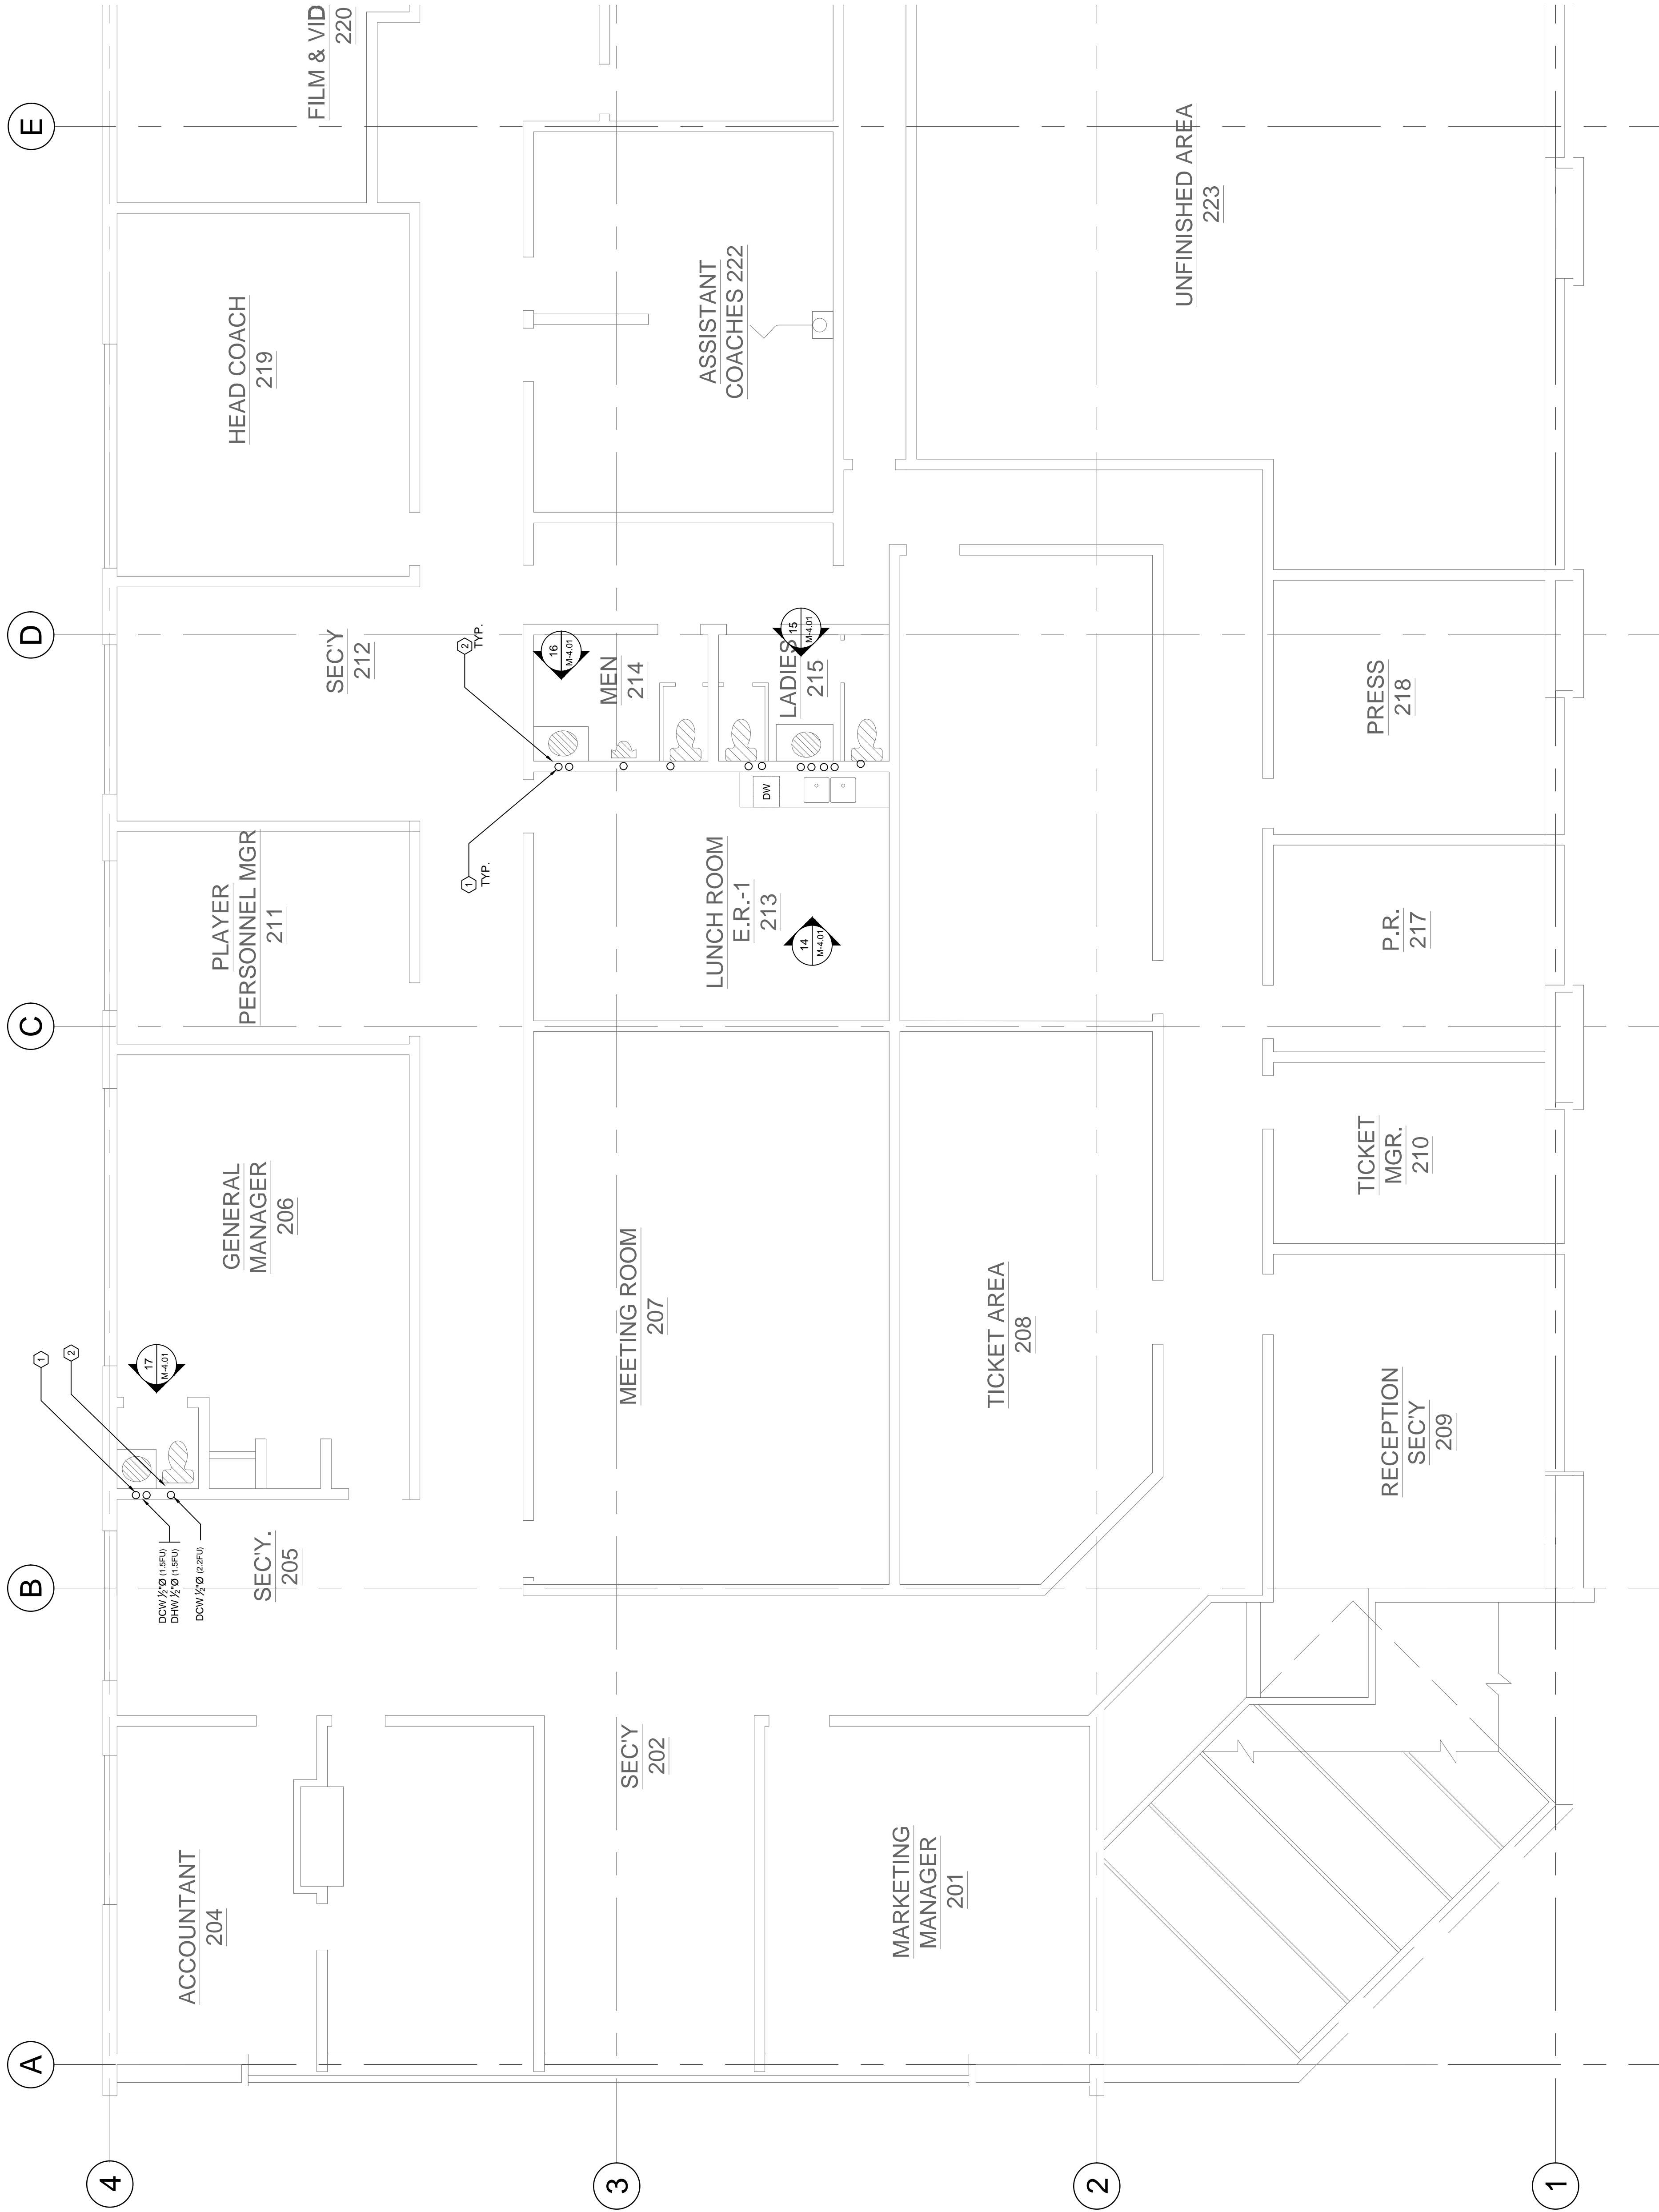 A
B
C
D
E
4
3
2
1
ACCOUNTANT
204
SEC'Y
202
MARKETING
MANAGER
201
SEC'Y.
205
DCW ½"Ø (1.5FU)
DHW ½"Ø (1.5FU)
DCW ½"Ø (2.2FU)
1
2
17
M-4.01
GENERAL
MANAGER
206
MEETING ROOM
207
TICKET AREA
208
RECEPTION
SEC'Y
209
TICKET
MGR.
210
PLAYER
PERSONNEL MGR
211
1
TYP.
LUNCH ROOM
E.R.-1
213
14
M-4.01
DW
P.R.
217
SEC'Y
212
2
TYP.
16
M-4.01
MEN
214
LADIES
215
15
M-4.01
PRESS
218
HEAD COACH
219
ASSISTANT
COACHES 222
UNFINISHED AREA
223
FILM & VID
220